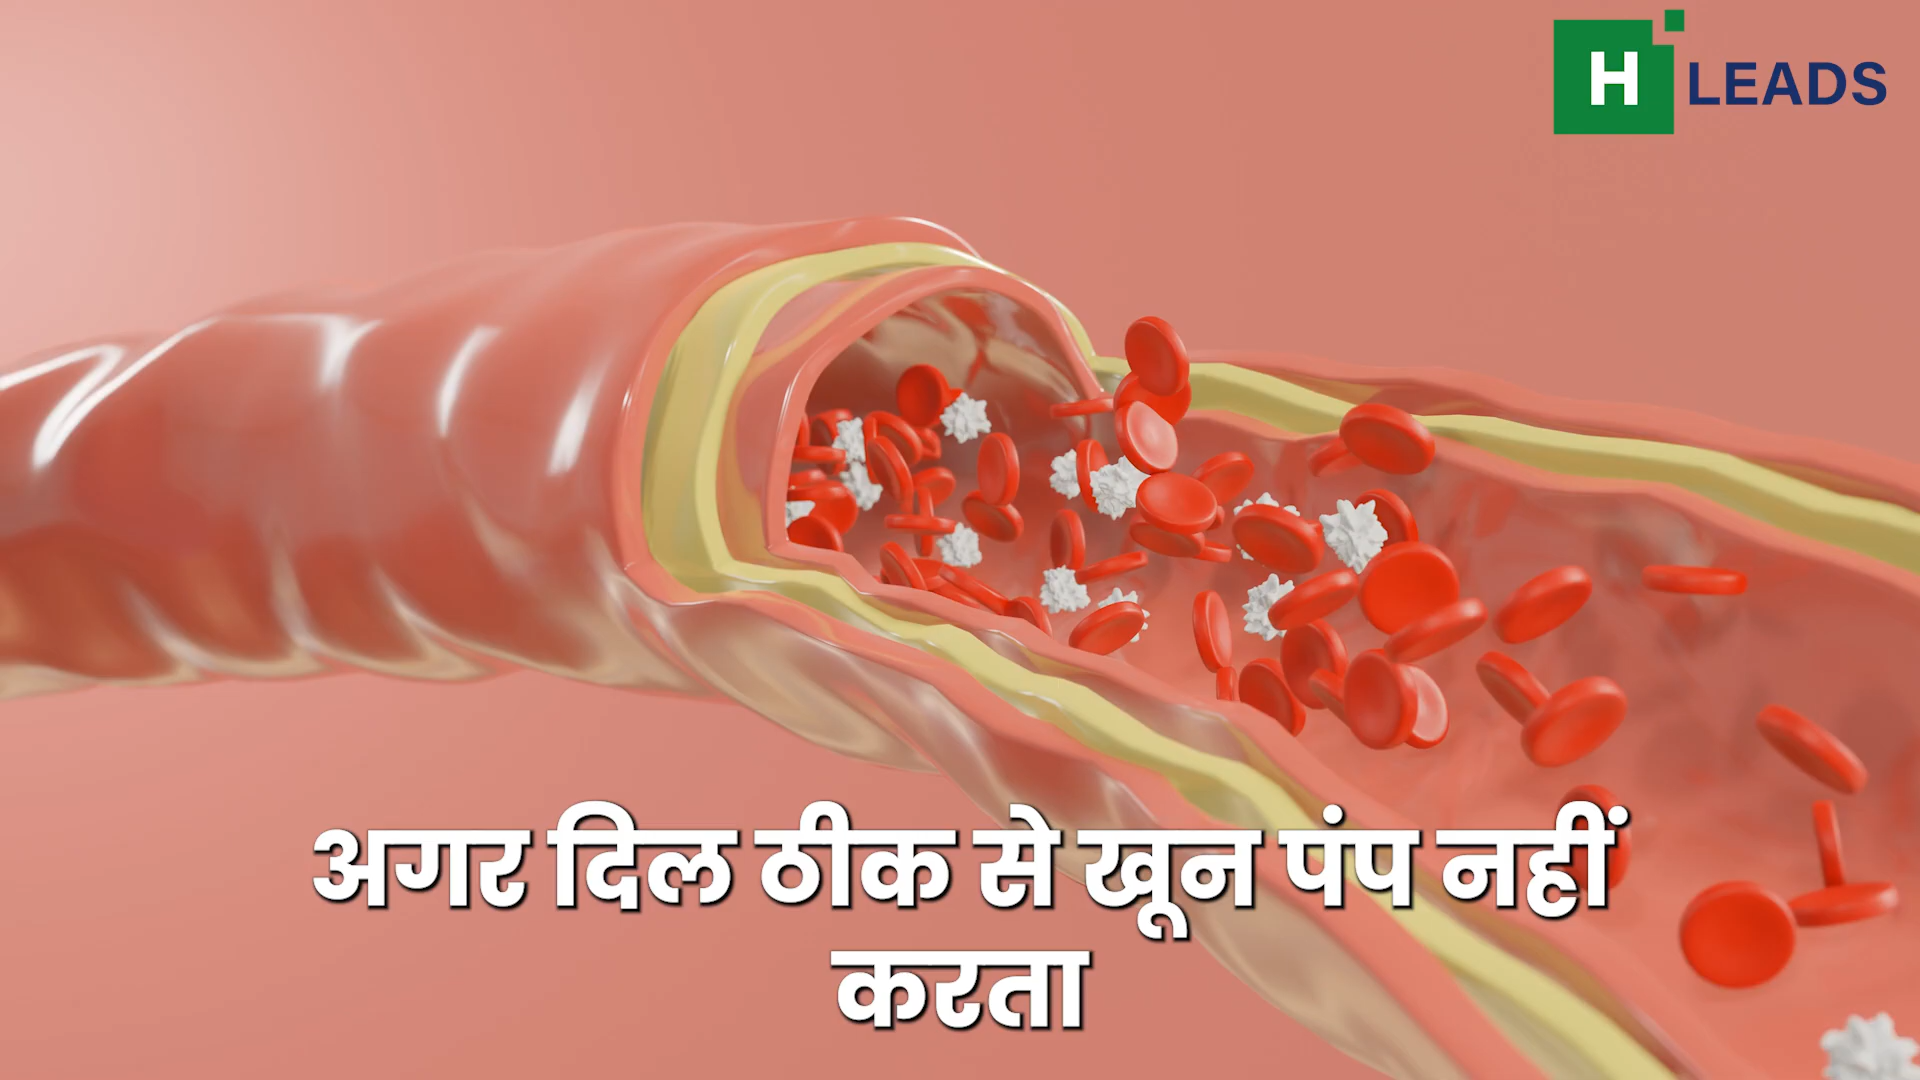 H LEADS
अगर दिल ठीक से खून पंप नहीं
करता